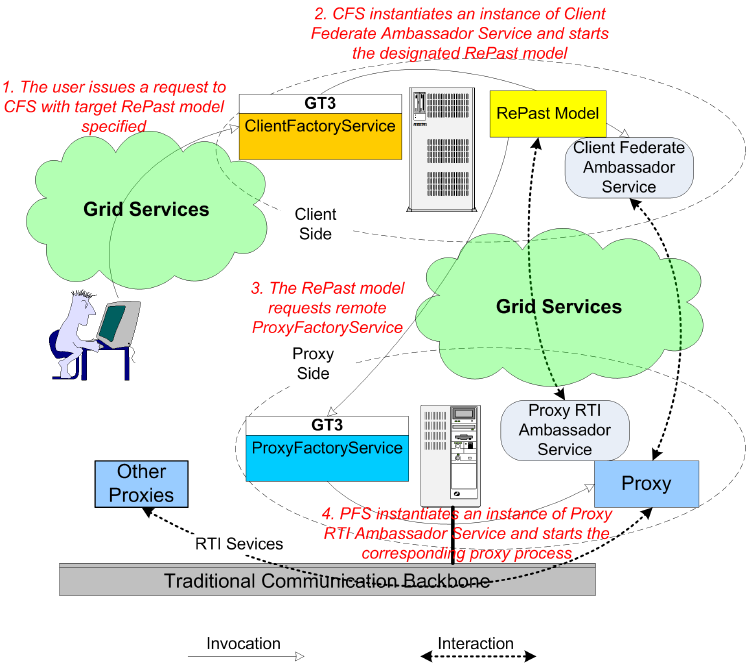 2. CFS instantiates an instance of Client
Federate Ambassador Service and starts
the designated RePast model
1. The user issues a request to
CFS with target RePast model
specified
GT3
ClientFactoryService
RePast Model
Client Federate
Ambassador
Service
Grid Services
Client
Side
3. The RePast model
requests remote
ProxyFactoryService
Grid Services
Proxy
Side
GT3
ProxyFactoryService
Proxy RTI
Ambassador
Service
Other
Proxies
Proxy
4. PFS instantiates an instance of Proxy
RTI Ambassador Service and starts the
corresponding proxy process
RTI Sevices
Traditional Communication Backbone
Invocation
Interaction